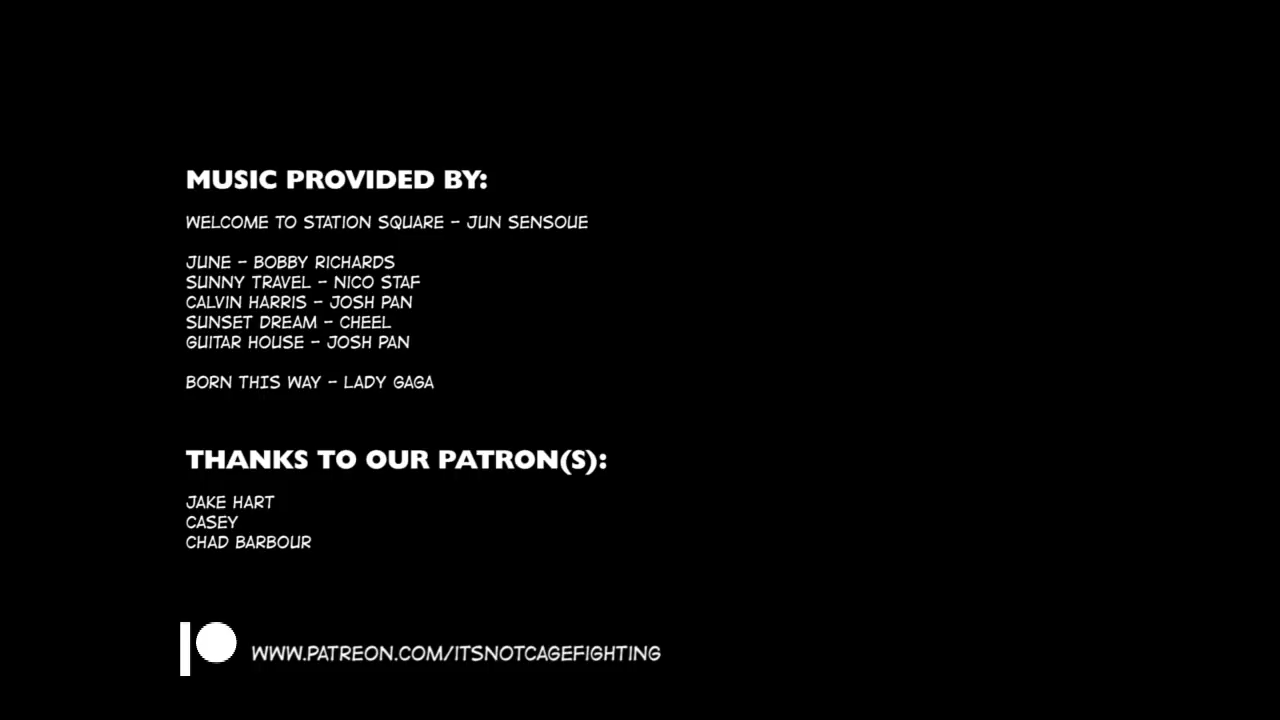 MUSIC PROVIDED BY:
WELCOME TO STATION SQUARE – JUN SENSOUE
JUNE – BOBBY RICHARDS
SUNNY TRAVEL – NICO STAF
CALVIN HARRIS – JOSH PAN
SUNSET DREAM – CHEEL
GUITAR HOUSE – JOSH PAN
BORN THIS WAY – LADY GAGA
THANKS TO OUR PATRON(S):
JAKE HART
CASEY
CHAD BARBOUR
WWW.PATREON.COM/ITSNOTCAGEFIGHTING